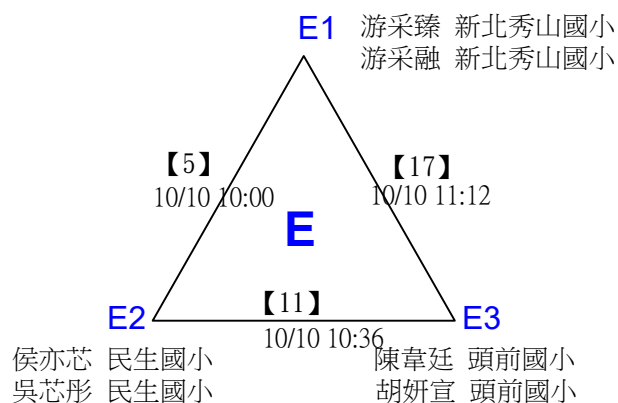 E1
游采臻 新北秀山國小
游采融 新北秀山國小
【5】
10/10 10:00
【17】
10/10 11:12
E
E2
【11】
10/10 10:36
E3
侯亦芯 民生國小
吳芯彤 民生國小
陳韋廷 頭前國小
胡妍宣 頭前國小